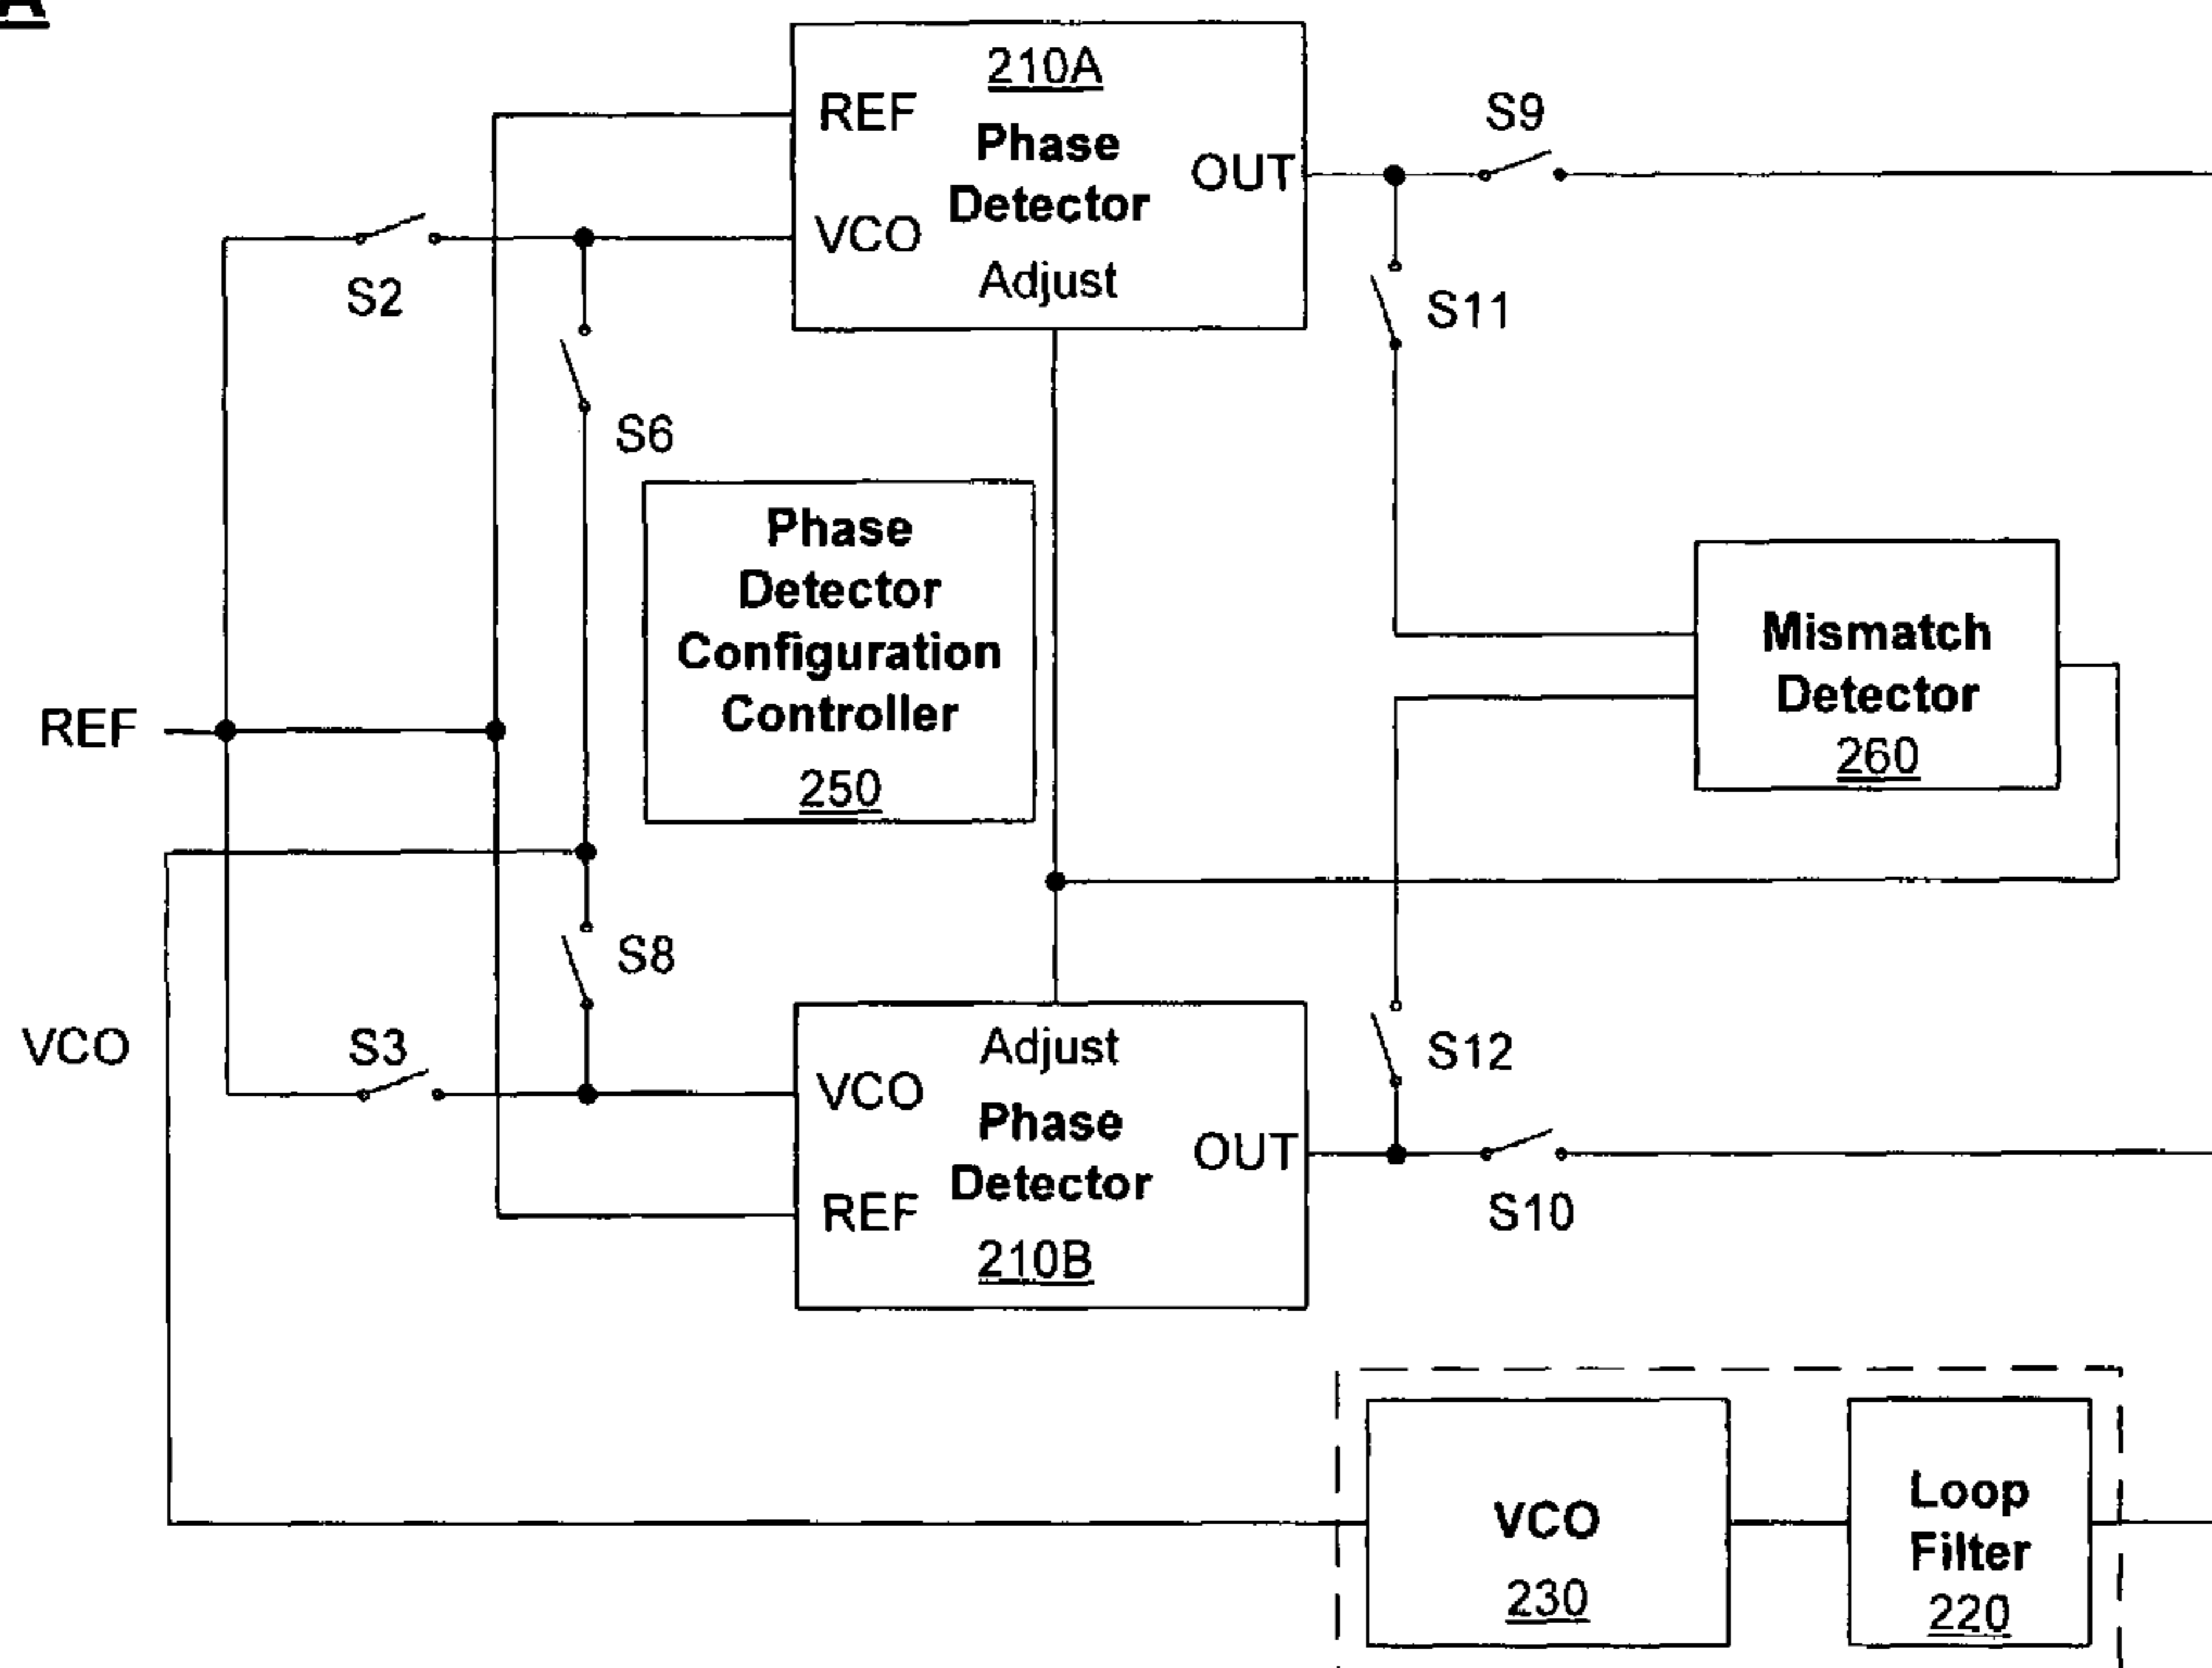 210A
REF
Phase
Detector
OUT
VCO
Adjust
S9
S2
S11
S6
Phase
Detector
Configuration
Controller
250
Mismatch
Detector
260
REF
S8
VCO
S3
Adjust
VCO
Phase
Detector
OUT
REF
210B
S12
S10
VCO
230
Loop
Filter
220